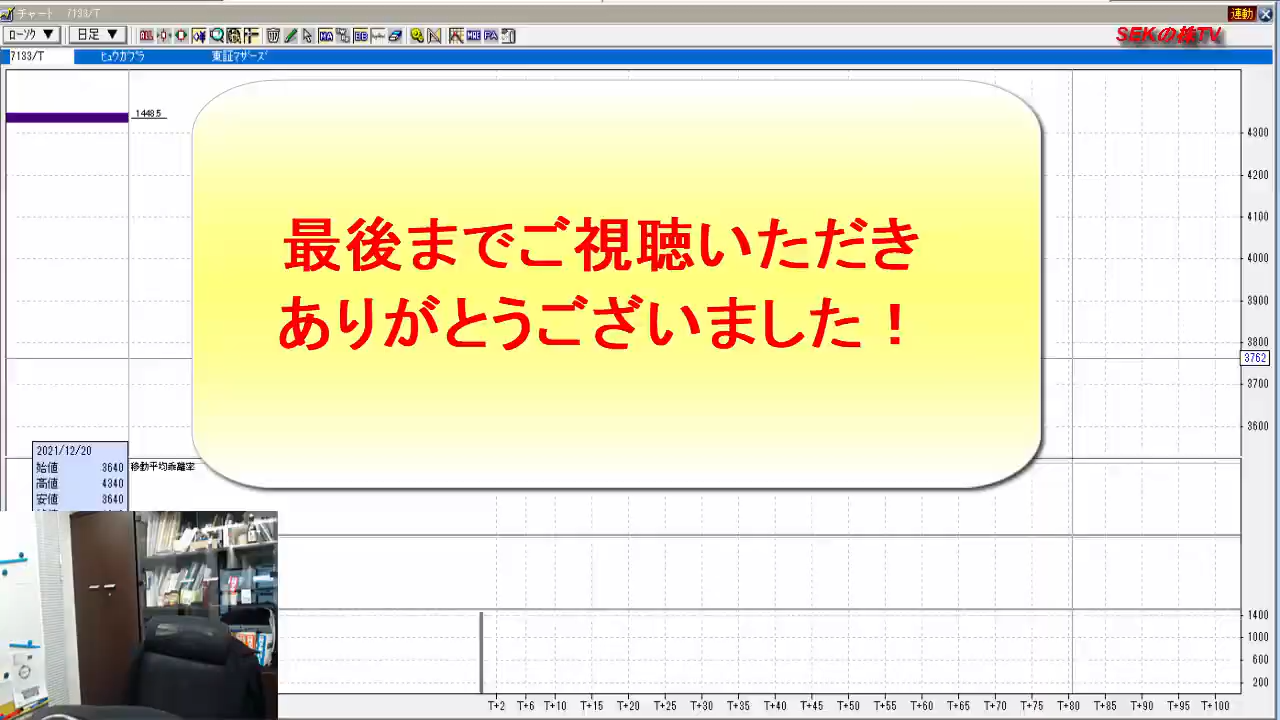 チャート 7133/T
連動
ローソク ▼ 日足 ▼
SEKの株TV
7133/T ヒュウガプラ 東証マザーズ
1448.5
最後までご視聴いただき
ありがとうございました！
4300
4200
4100
4000
3900
3800
3762
3700
3600
2021/12/20
始値 3640
高値 4340
安値 3640
移動平均乖離率
1400
1000
600
200
T+2 T+6 T+10 T+15 T+20 T+25 T+30 T+35 T+40 T+45 T+50 T+55 T+60 T+65 T+70 T+75 T+80 T+85 T+90 T+95 T+100